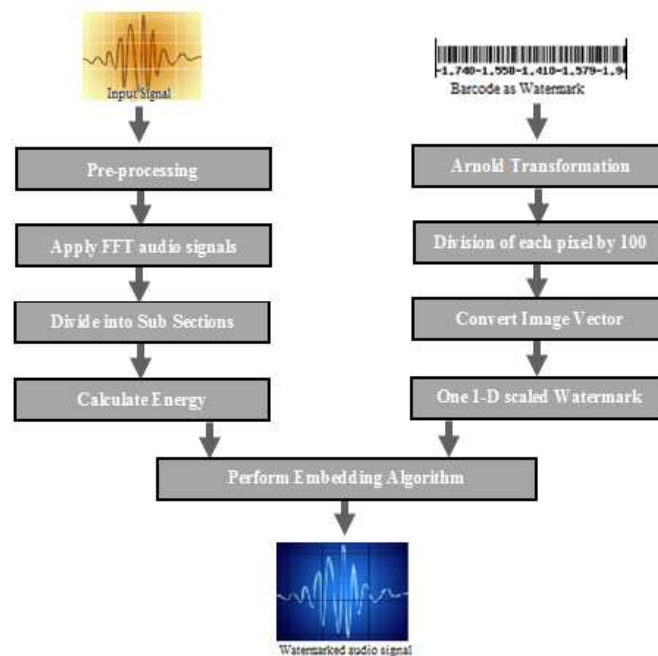 Input Signal
-1.740-1.550-1.410-1.579-1.9
Barcode as Watermark
Pre-processing
Arnold Transformation
Apply FFT audio signals
Division of each pixel by 100
Divide into Sub Sections
Convert Image Vector
Calculate Energy
One 1-D scaled Watermark
Perform Embedding Algorithm
Watermarked audio signal